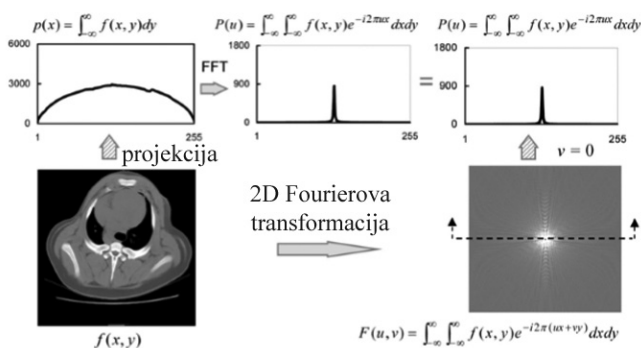 p(x) = ∫_{-∞}^{∞} f(x, y)dy
P(u) = ∫_{-∞}^{∞} ∫_{-∞}^{∞} f(x, y)e^{-i2πux} dxdy
P(u) = ∫_{-∞}^{∞} ∫_{-∞}^{∞} f(x, y)e^{-i2πux} dxdy
6000
3000
0
1
255
FFT
1800
900
0
1
255
=
1800
900
0
1
255
projekcija
v = 0
2D Fourierova
transformacija
f(x, y)
F(u, v) = ∫_{-∞}^{∞} ∫_{-∞}^{∞} f(x, y)e^{-i2π(ux+vy)} dxdy